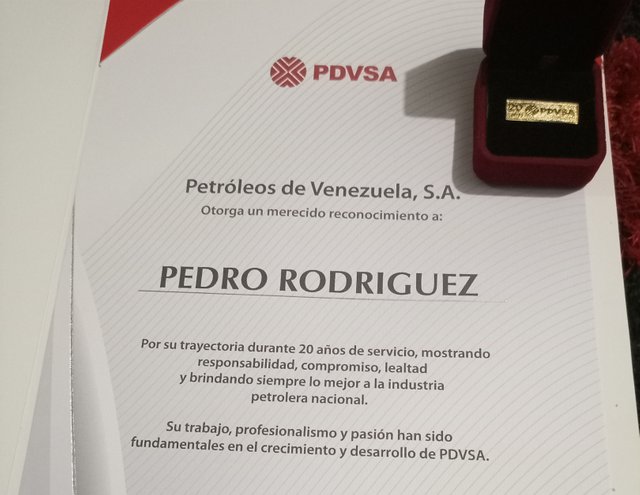 PDVSA
20 PDVSA
Petróleos de Venezuela, S.A.
Otorga un merecido reconocimiento a:
PEDRO RODRIGUEZ
Por su trayectoria durante 20 años de servicio, mostrando
responsabilidad, compromiso, lealtad
y brindando siempre lo mejor a la industria
petrolera nacional.
Su trabajo, profesionalismo y pasión han sido
fundamentales en el crecimiento y desarrollo de PDVSA.